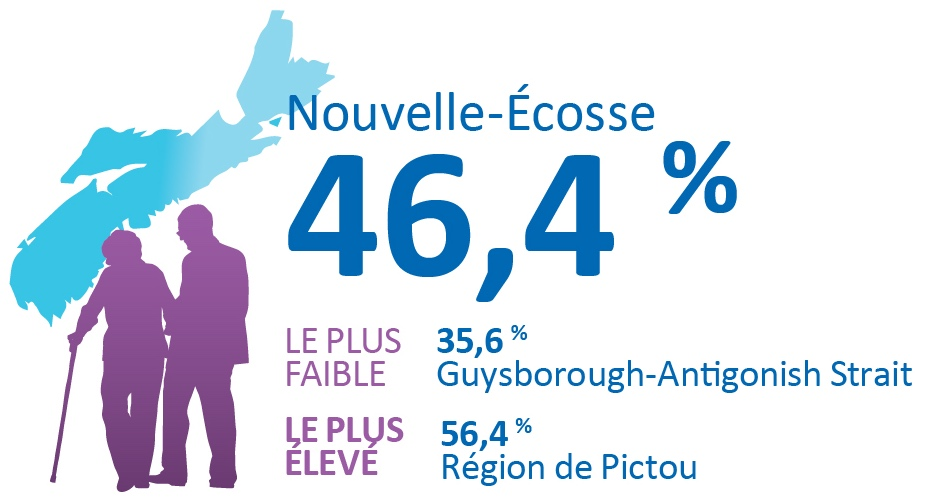 Nouvelle-Écosse
46,4 %
LE PLUS FAIBLE
35,6 %
Guysborough-Antigonish Strait
LE PLUS ÉLEVÉ
56,4 %
Région de Pictou